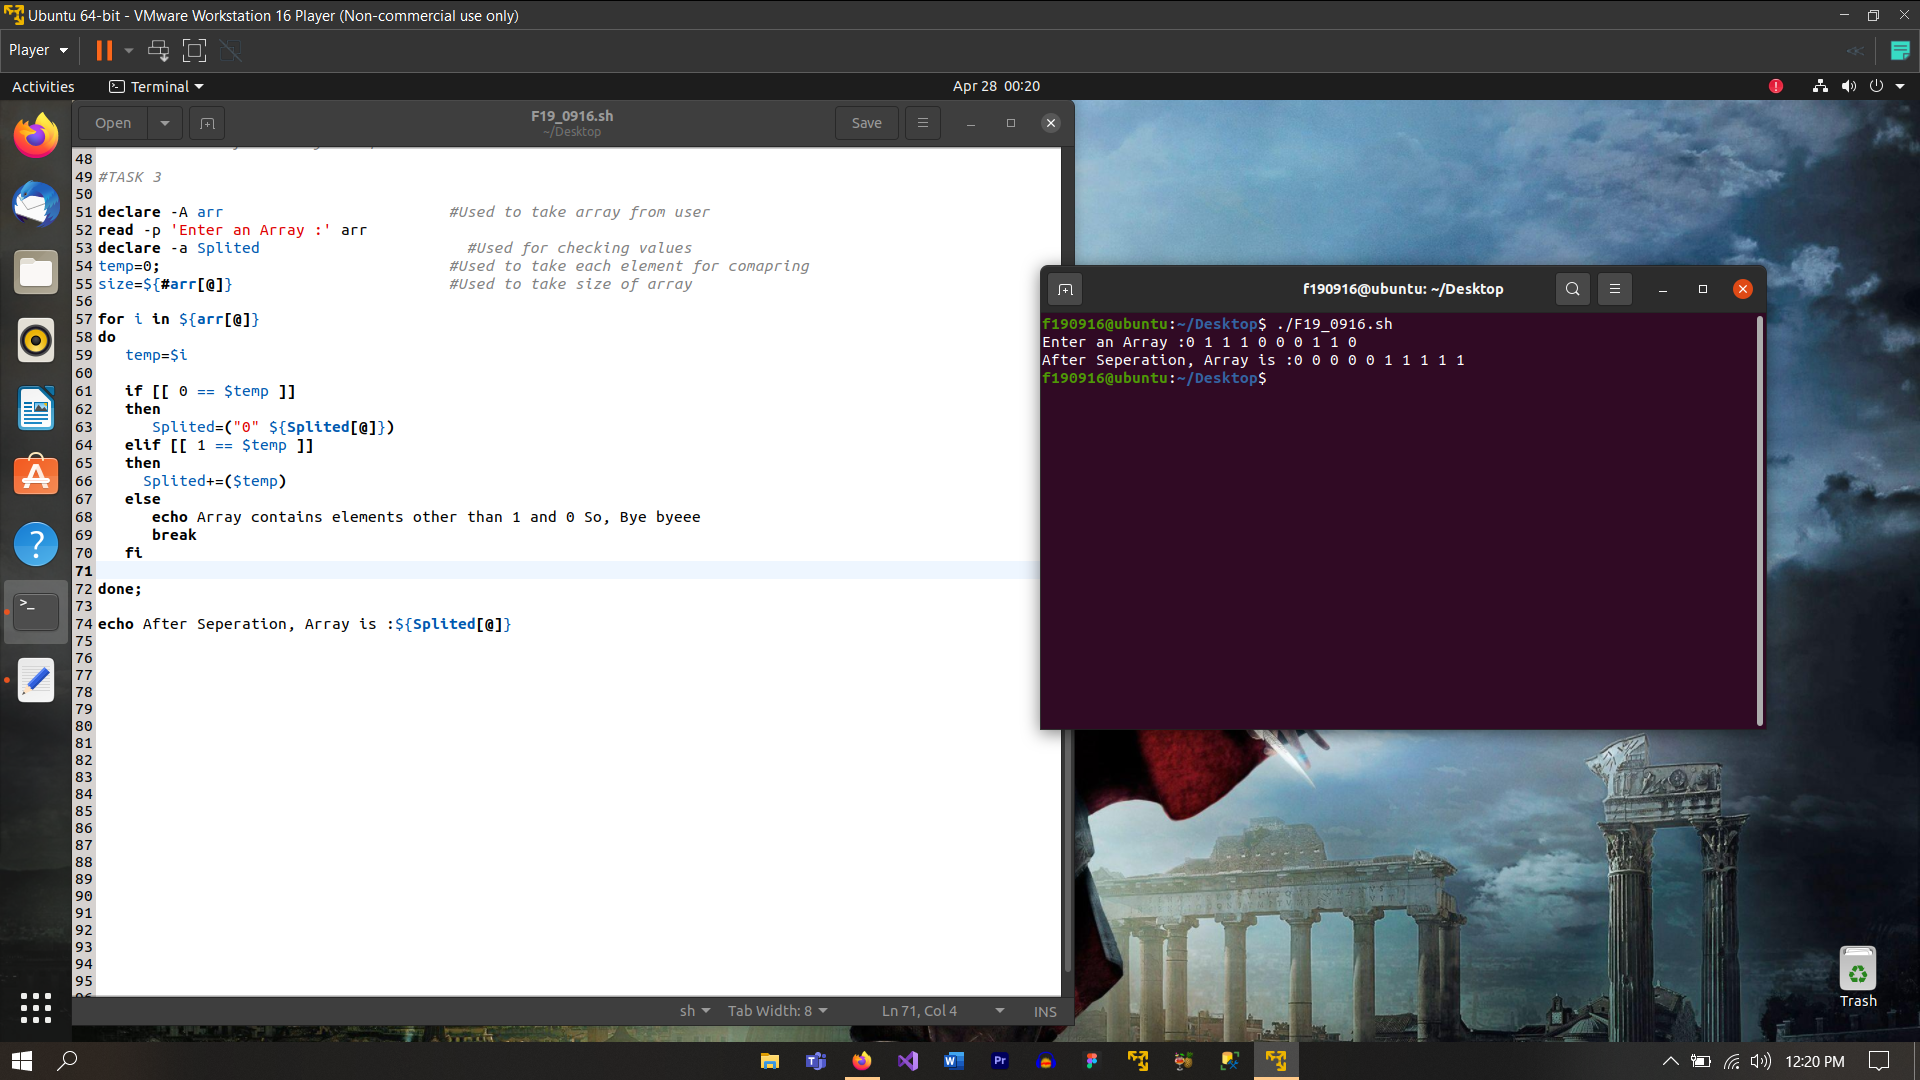 Ubuntu 64-bit - VMware Workstation 16 Player (Non-commercial use only)
Player
Activities
Terminal
Apr 28 00:20
Open
F19_0916.sh
~/Desktop
Save
48
49 #TASK 3
50
51 declare -A arr #Used to take array from user
52 read -p 'Enter an Array :' arr
53 declare -a Splited #Used for checking values
54 temp=0; #Used to take each element for comapring
55 size=${#arr[@]} #Used to take size of array
56
57 for i in ${arr[@]}
58 do
59 temp=$i
60
61 if [[ 0 == $temp ]]
62 then
63 Splited=("0" ${Splited[@]})
64 elif [[ 1 == $temp ]]
65 then
66 Splited+=($temp)
67 else
68 echo Array contains elements other than 1 and 0 So, Bye byeee
69 break
70 fi
71
72 done;
73
74 echo After Seperation, Array is :${Splited[@]}
75
76
77
78
79
80
81
82
83
84
85
86
87
88
89
90
91
92
93
94
95
sh
Tab Width: 8
Ln 71, Col 4
INS
f190916@ubuntu: ~/Desktop
f190916@ubuntu:~/Desktop$ ./F19_0916.sh
Enter an Array :0 1 1 1 0 0 0 1 1 0
After Seperation, Array is :0 0 0 0 0 1 1 1 1 1
f190916@ubuntu:~/Desktop$
Trash
12:20 PM